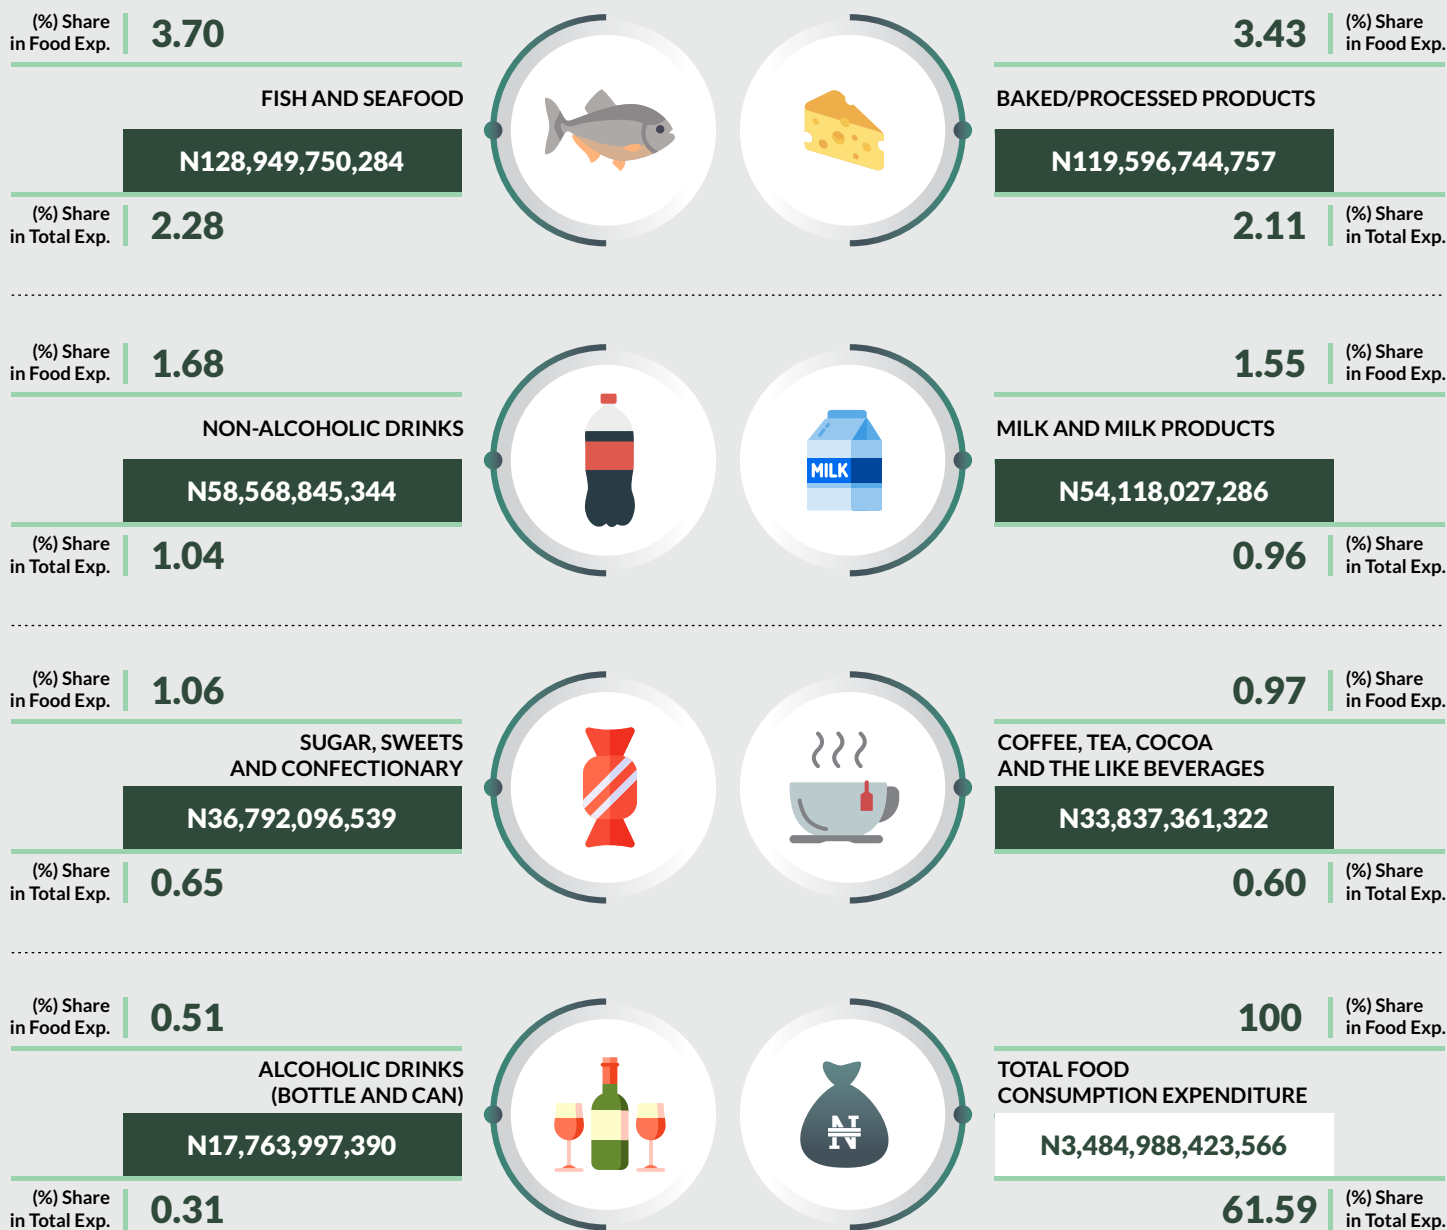 (%) Share
in Food Exp.
3.70
FISH AND SEAFOOD
N128,949,750,284
(%) Share
in Total Exp.
2.28
3.43
(%) Share
in Food Exp.
BAKED/PROCESSED PRODUCTS
N119,596,744,757
2.11
(%) Share
in Total Exp.
(%) Share
in Food Exp.
1.68
NON-ALCOHOLIC DRINKS
N58,568,845,344
(%) Share
in Total Exp.
1.04
1.55
(%) Share
in Food Exp.
MILK AND MILK PRODUCTS
MILK
N54,118,027,286
0.96
(%) Share
in Total Exp.
(%) Share
in Food Exp.
1.06
SUGAR, SWEETS
AND CONFECTIONARY
N36,792,096,539
(%) Share
in Total Exp.
0.65
0.97
(%) Share
in Food Exp.
COFFEE, TEA, COCOA
AND THE LIKE BEVERAGES
N33,837,361,322
0.60
(%) Share
in Total Exp.
(%) Share
in Food Exp.
0.51
ALCOHOLIC DRINKS
(BOTTLE AND CAN)
N17,763,997,390
(%) Share
in Total Exp.
0.31
100
(%) Share
in Food Exp.
TOTAL FOOD
CONSUMPTION EXPENDITURE
₦
N3,484,988,423,566
61.59
(%) Share
in Total Exp.